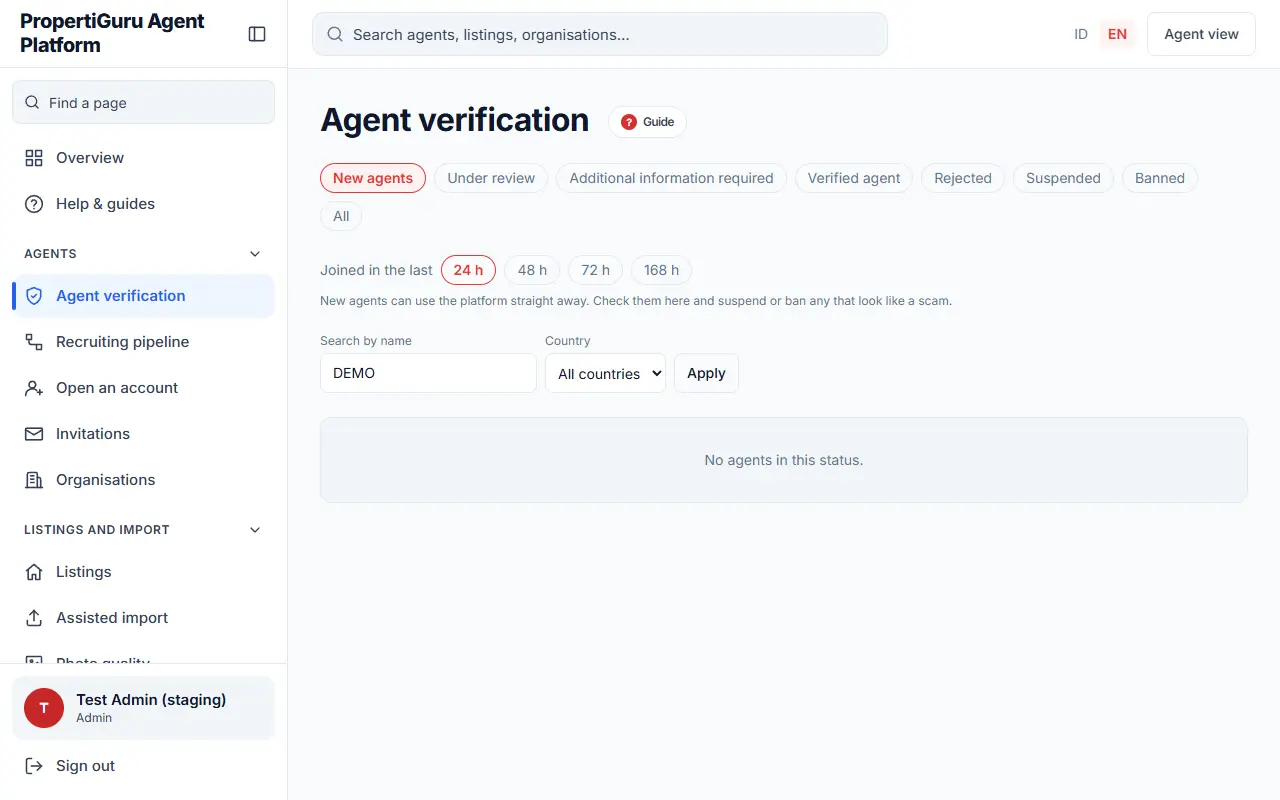 PropertiGuru Agent
Platform
Search agents, listings, organisations...
ID
EN
Agent view
Find a page
Overview
Help & guides
AGENTS
Agent verification
Recruiting pipeline
Open an account
Invitations
Organisations
LISTINGS AND IMPORT
Listings
Assisted import
Photo quality
T
Test Admin (staging)
Admin
Sign out
Agent verification
? Guide
New agents
Under review
Additional information required
Verified agent
Rejected
Suspended
Banned
All
Joined in the last
24 h
48 h
72 h
168 h
New agents can use the platform straight away. Check them here and suspend or ban any that look like a scam.
Search by name
Country
DEMO
All countries
Apply
No agents in this status.